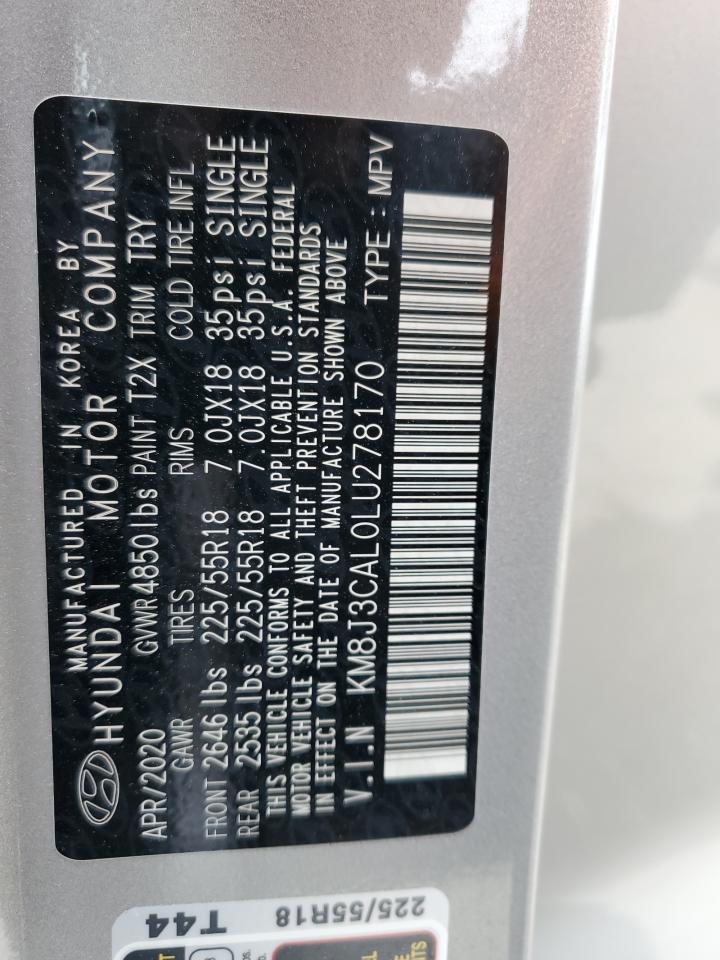 MANUFACTURED IN KOREA BY
HYUNDAI MOTOR COMPANY
APR/2020 GVWR 4850lbs PAINT T2X TRIM TRY
GAWR TIRES RIMS COLD TIRE INFL
FRONT 2646 lbs 225/55R18 7.0JX18 35psi SINGLE
REAR 2535 lbs 225/55R18 7.0JX18 35psi SINGLE
THIS VEHICLE CONFORMS TO ALL APPLICABLE U.S.A. FEDERAL
MOTOR VEHICLE SAFETY AND THEFT PREVENTION STANDARDS
IN EFFECT ON THE DATE OF MANUFACTURE SHOWN ABOVE
V.I.N KM8J3CAL0LU278170 TYPE : MPV
225/55R18
T44